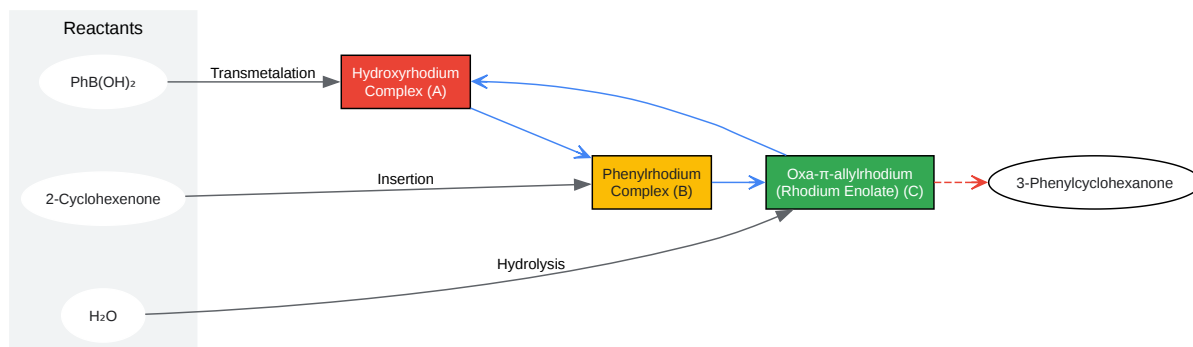 Reactants
PhB(OH)₂
Transmetalation
Hydroxyrhodium
Complex (A)
2-Cyclohexenone
Insertion
Phenylrhodium
Complex (B)
Oxa-π-allylrhodium
(Rhodium Enolate) (C)
3-Phenylcyclohexanone
Hydrolysis
H₂O